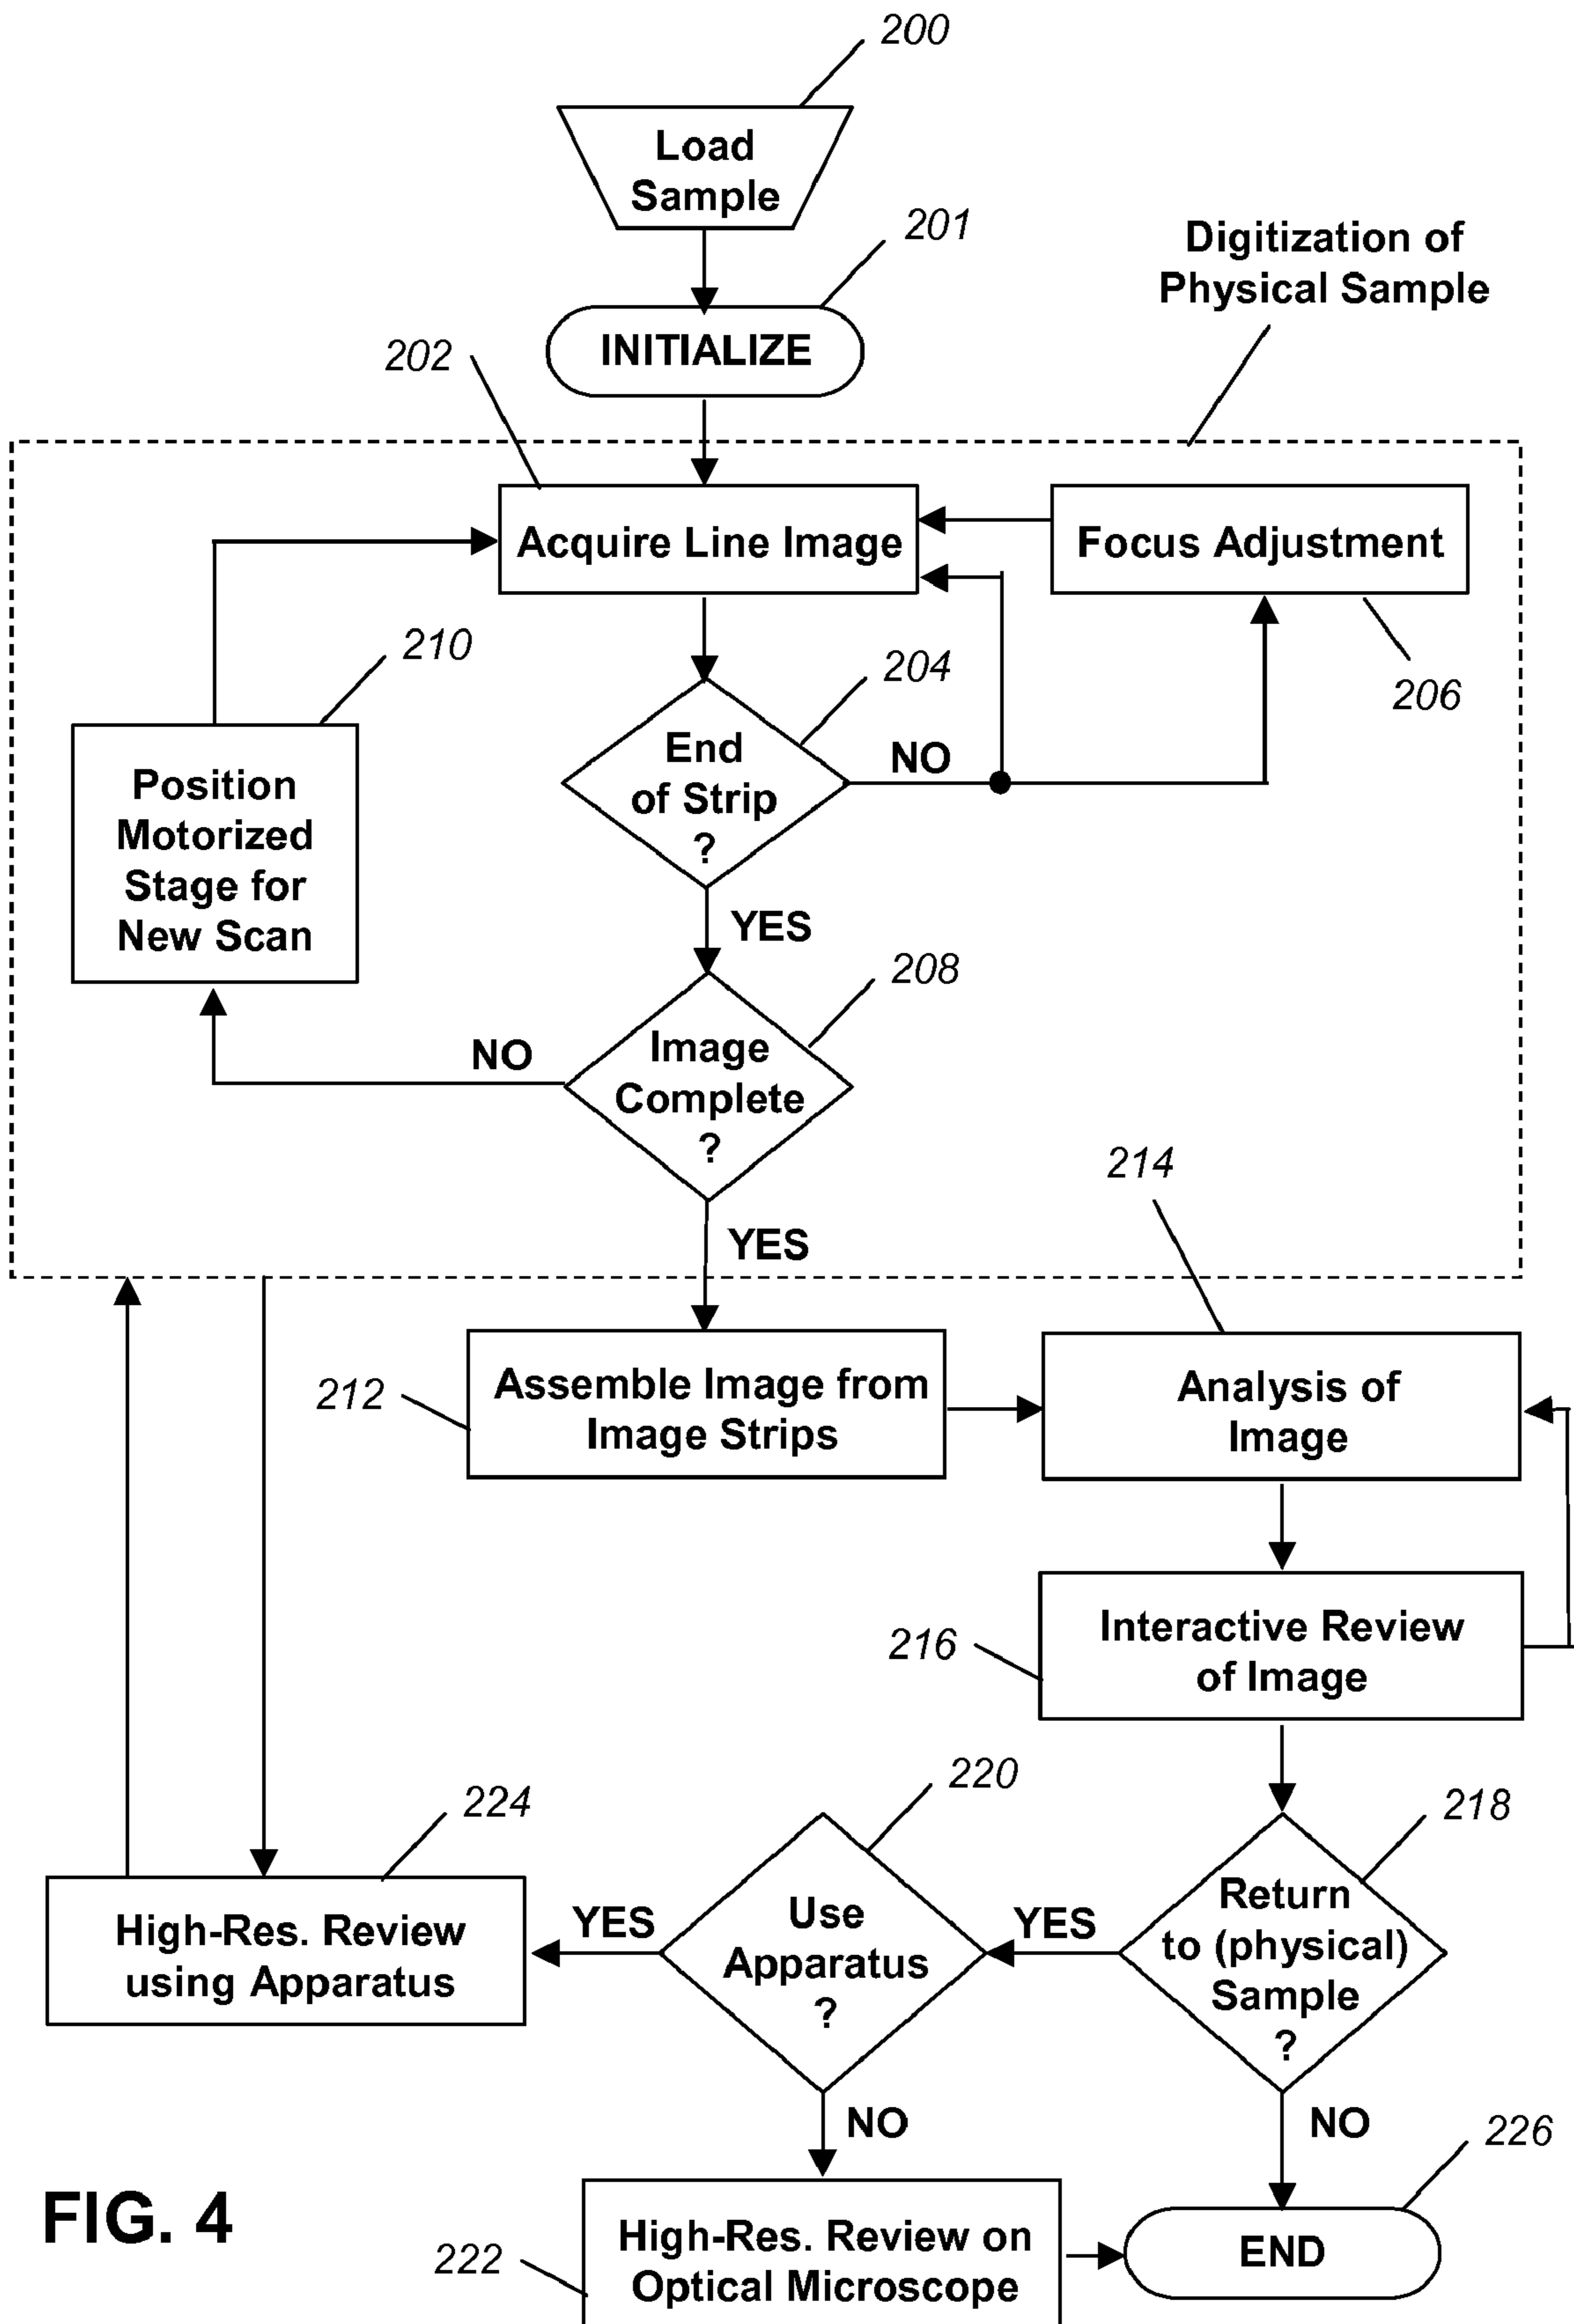 200
Load
Sample
201
INITIALIZE
Digitization of
Physical Sample
202
Acquire Line Image
Focus Adjustment
206
210
Position
Motorized
Stage for
New Scan
204
End
of Strip
?
NO
YES
208
Image
Complete
?
NO
YES
212
Assemble Image from
Image Strips
214
Analysis of
Image
216
Interactive Review
of Image
218
Return
to (physical)
Sample
?
YES
NO
220
Use
Apparatus
?
YES
NO
224
High-Res. Review
using Apparatus
222
High-Res. Review on
Optical Microscope
226
END
FIG. 4